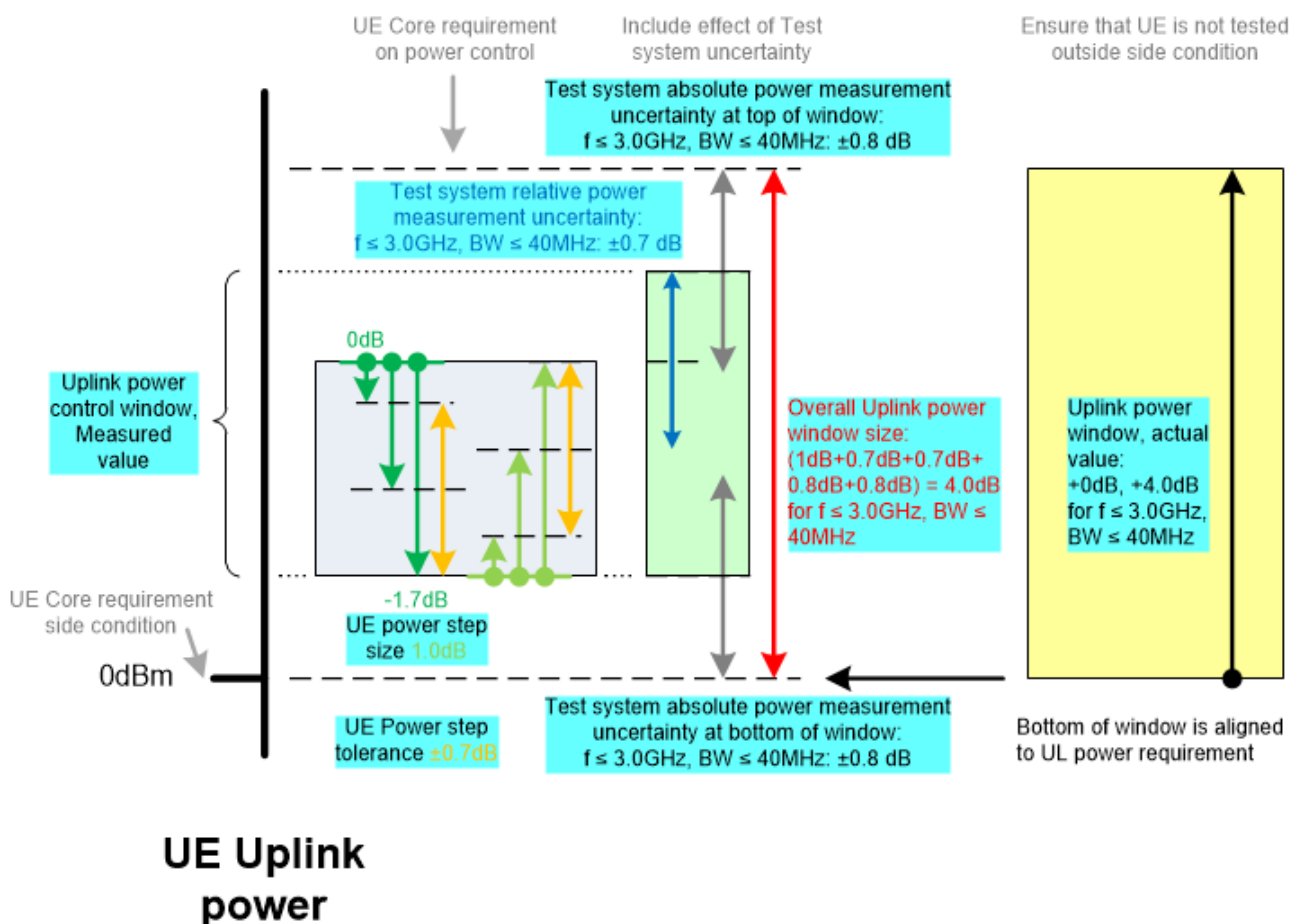 UE Core requirement
on power control
Include effect of Test
system uncertainty
Ensure that UE is not tested
outside side condition
Test system absolute power measurement
uncertainty at top of window:
f ≤ 3.0GHz, BW ≤ 40MHz: ±0.8 dB
Test system relative power
measurement uncertainty:
f ≤ 3.0GHz, BW ≤ 40MHz: ±0.7 dB
0dB
Uplink power
control window,
Measured
value
Overall Uplink power
window size:
(1dB+0.7dB+0.7dB+
0.8dB+0.8dB) = 4.0dB
for f ≤ 3.0GHz, BW ≤
40MHz
Uplink power
window, actual
value:
+0dB, +4.0dB
for f ≤ 3.0GHz,
BW ≤ 40MHz
-1.7dB
UE Core requirement
side condition
UE power step
size 1.0dB
0dBm
UE Power step
tolerance ±0.7dB
Test system absolute power measurement
uncertainty at bottom of window:
f ≤ 3.0GHz, BW ≤ 40MHz: ±0.8 dB
Bottom of window is aligned
to UL power requirement
UE Uplink
power